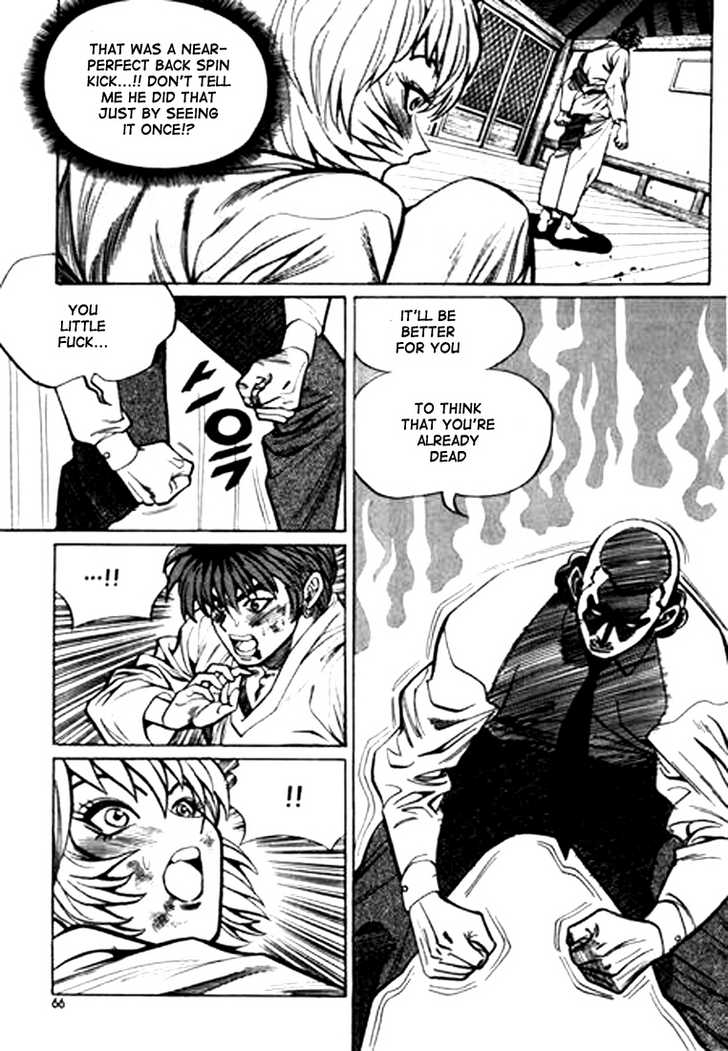 THAT WAS A NEAR-
PERFECT BACK SPIN
KICK...!! DON'T TELL
ME HE DID THAT
JUST BY SEEING
IT ONCE!?
YOU
LITTLE
FUCK...
IT'LL BE
BETTER
FOR YOU
TO THINK
THAT YOU'RE
ALREADY
DEAD
...!!
!!
66